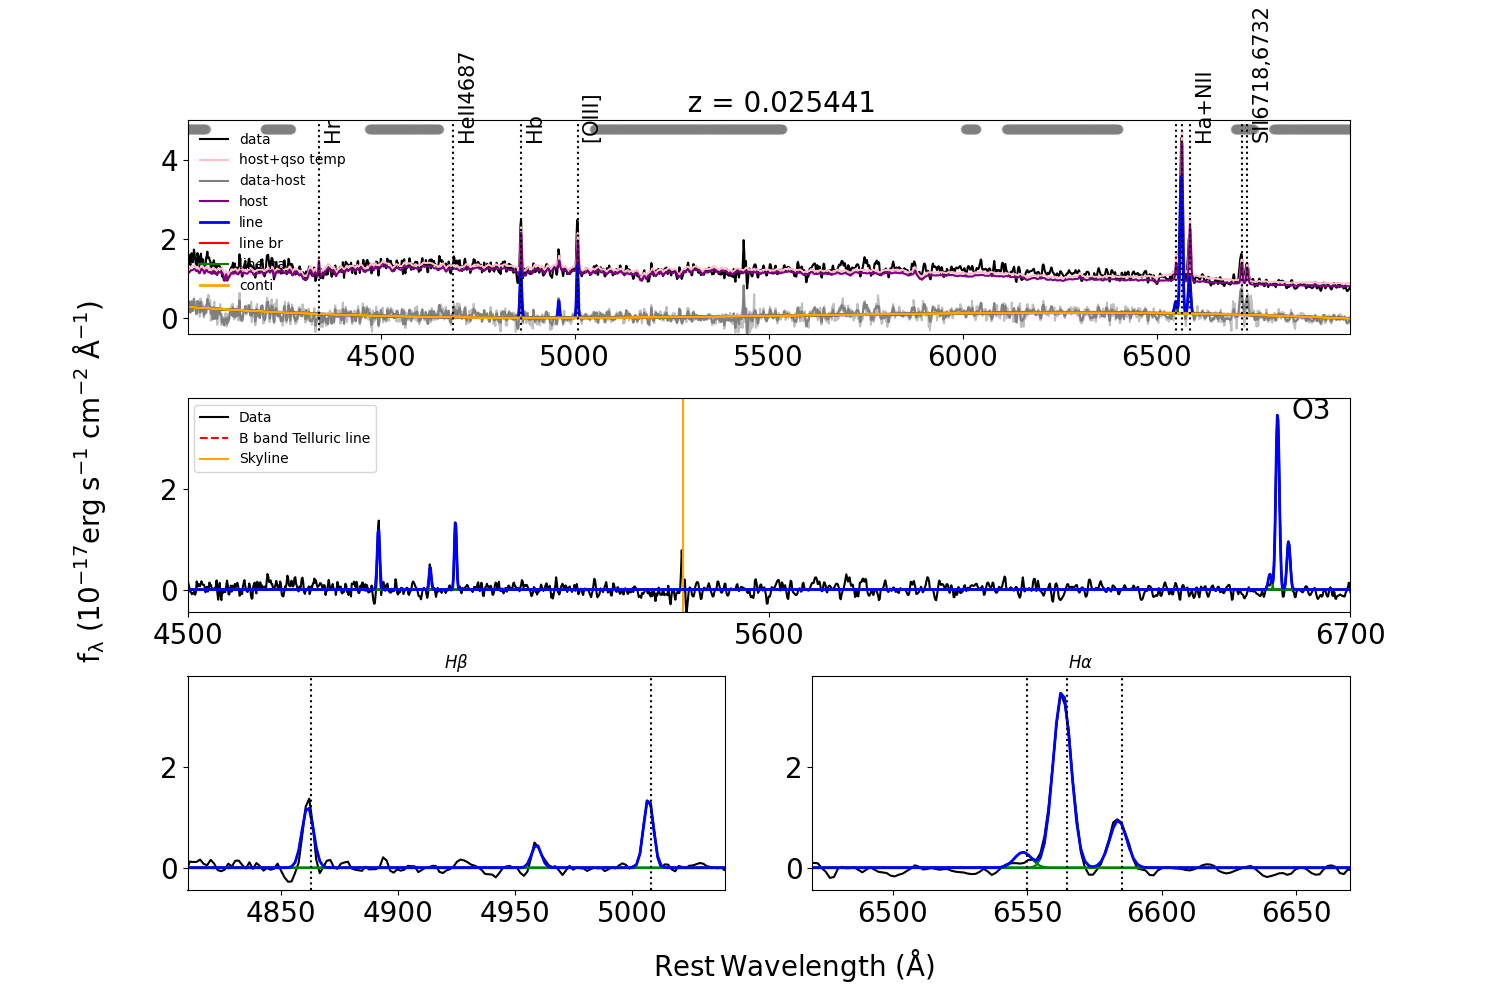 z = 0.025441
Hr
HeII4687
Hb
[OIII]
Ha+NII
SII6718,6732
data
host+qso temp
data-host
host
line
line br
conti
4
2
0
4500
5000
5500
6000
6500
Data
B band Telluric line
Skyline
O3
2
0
4500
5600
6700
fλ (10⁻¹⁷erg s⁻¹ cm⁻² Å⁻¹)
Hβ
2
0
4850
4900
4950
5000
Hα
2
0
6500
6550
6600
6650
Rest Wavelength (Å)